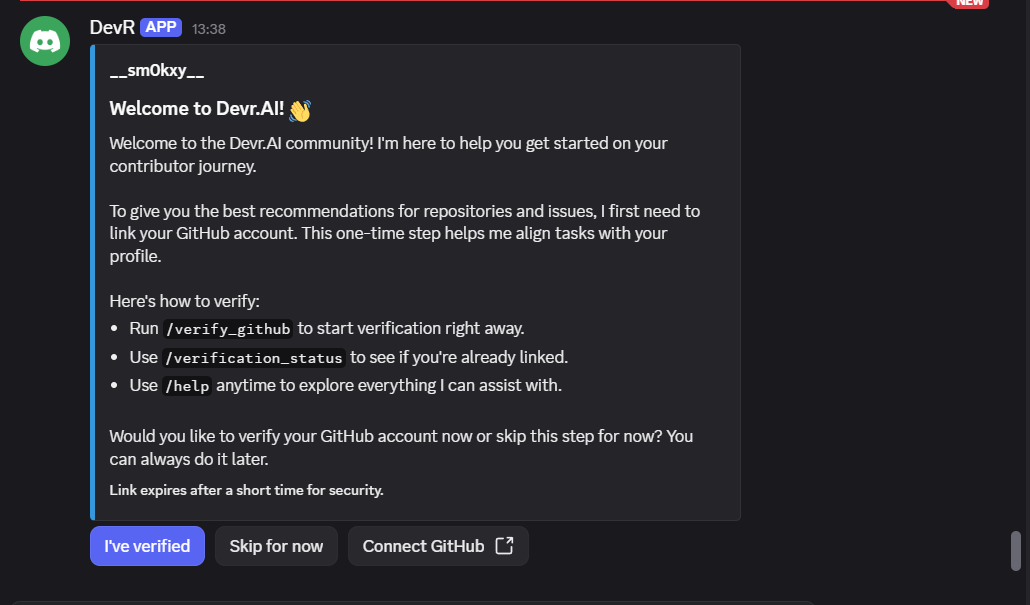 NEW
DevR APP 13:38
__sm0kxy__
Welcome to Devr.AI! 👋
Welcome to the Devr.AI community! I'm here to help you get started on your
contributor journey.
To give you the best recommendations for repositories and issues, I first need to
link your GitHub account. This one-time step helps me align tasks with your
profile.
Here's how to verify:
• Run /verify_github to start verification right away.
• Use /verification_status to see if you're already linked.
• Use /help anytime to explore everything I can assist with.
Would you like to verify your GitHub account now or skip this step for now? You
can always do it later.
Link expires after a short time for security.
I've verified Skip for now Connect GitHub